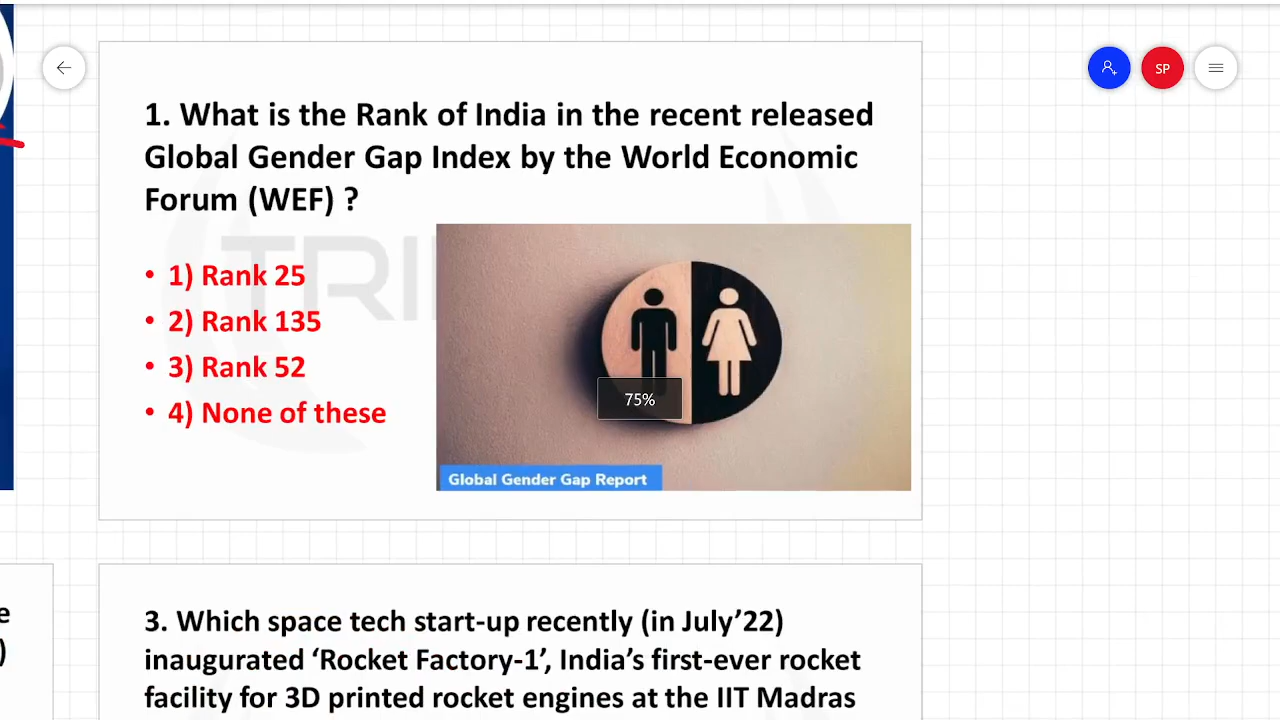 SP
1. What is the Rank of India in the recent released
Global Gender Gap Index by the World Economic
Forum (WEF) ?
• 1) Rank 25
• 2) Rank 135
• 3) Rank 52
• 4) None of these
75%
Global Gender Gap Report
e
)
3. Which space tech start-up recently (in July’22)
inaugurated ‘Rocket Factory-1’, India’s first-ever rocket
facility for 3D printed rocket engines at the IIT Madras